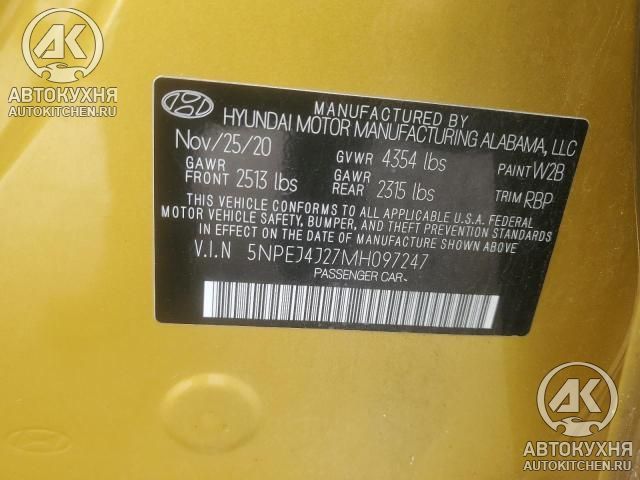 AK
АВТОКУХНЯ
AUTOKITCHEN.RU
MANUFACTURED BY
HYUNDAI MOTOR MANUFACTURING ALABAMA, LLC
Nov/25/20 GVWR 4354 lbs PAINT W2B
GAWR FRONT 2513 lbs GAWR REAR 2315 lbs TRIM RBP
THIS VEHICLE CONFORMS TO ALL APPLICABLE U.S.A. FEDERAL
MOTOR VEHICLE SAFETY, BUMPER, AND THEFT PREVENTION STANDARDS
IN EFFECT ON THE DATE OF MANUFACTURE SHOWN ABOVE
V.I.N 5NPEJ4J27MH097247
PASSENGER CAR
AK
АВТОКУХНЯ
AUTOKITCHEN.RU